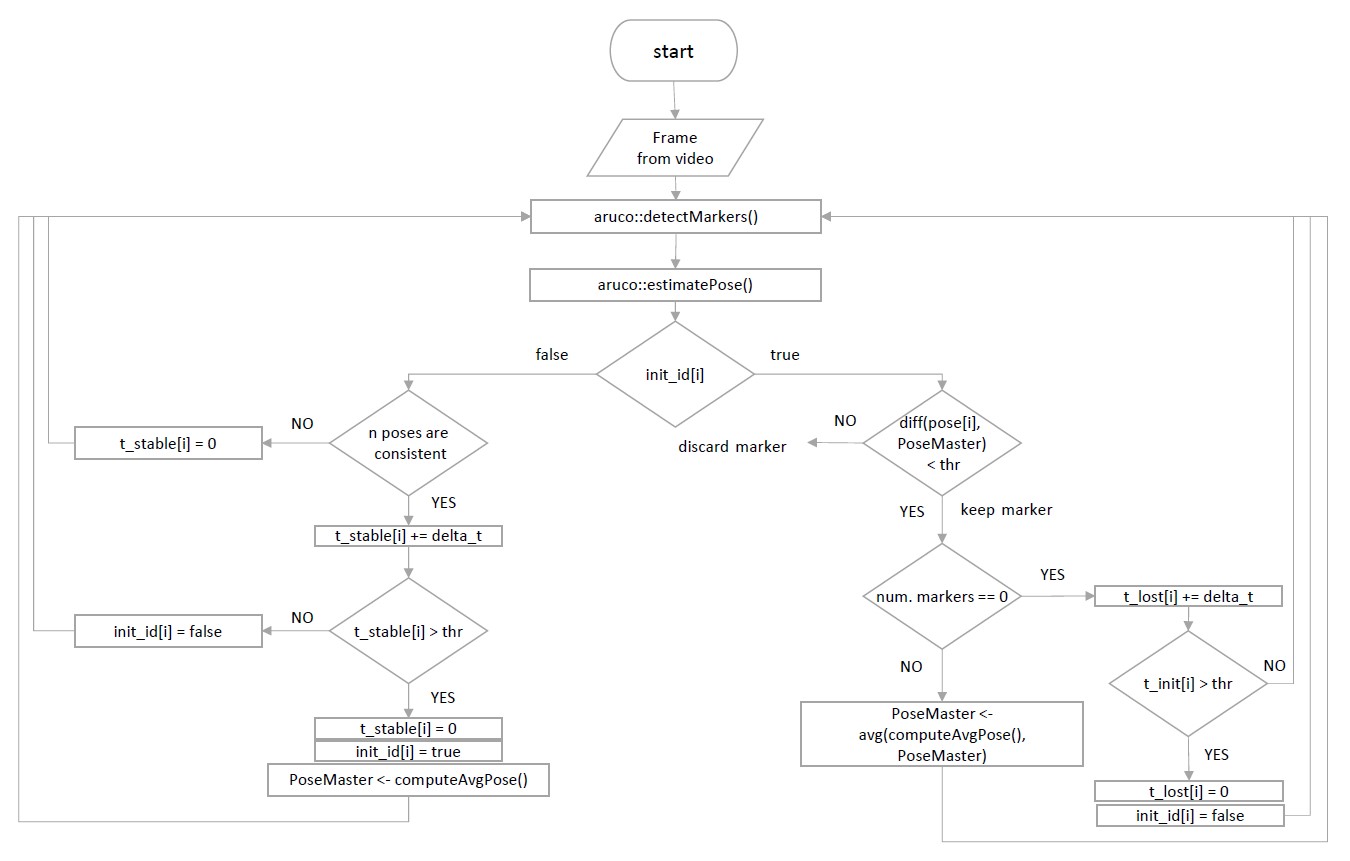 start
Frame
from video
aruco::detectMarkers()
aruco::estimatePose()
false
true
init_id[i]
NO
n poses are
consistent
t_stable[i] = 0
YES
t_stable[i] += delta_t
NO
t_stable[i] > thr
init_id[i] = false
YES
t_stable[i] = 0
init_id[i] = true
PoseMaster <- computeAvgPose()
diff(pose[i],
PoseMaster)
< thr
NO
discard marker
YES
keep marker
num. markers == 0
YES
t_lost[i] += delta_t
NO
t_init[i] > thr
NO
PoseMaster <-
avg(computeAvgPose(),
PoseMaster)
YES
t_lost[i] = 0
init_id[i] = false